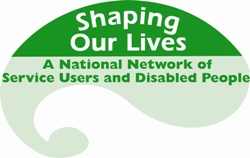 Shaping
Our Lives
A National Network of
Service Users and Disabled People